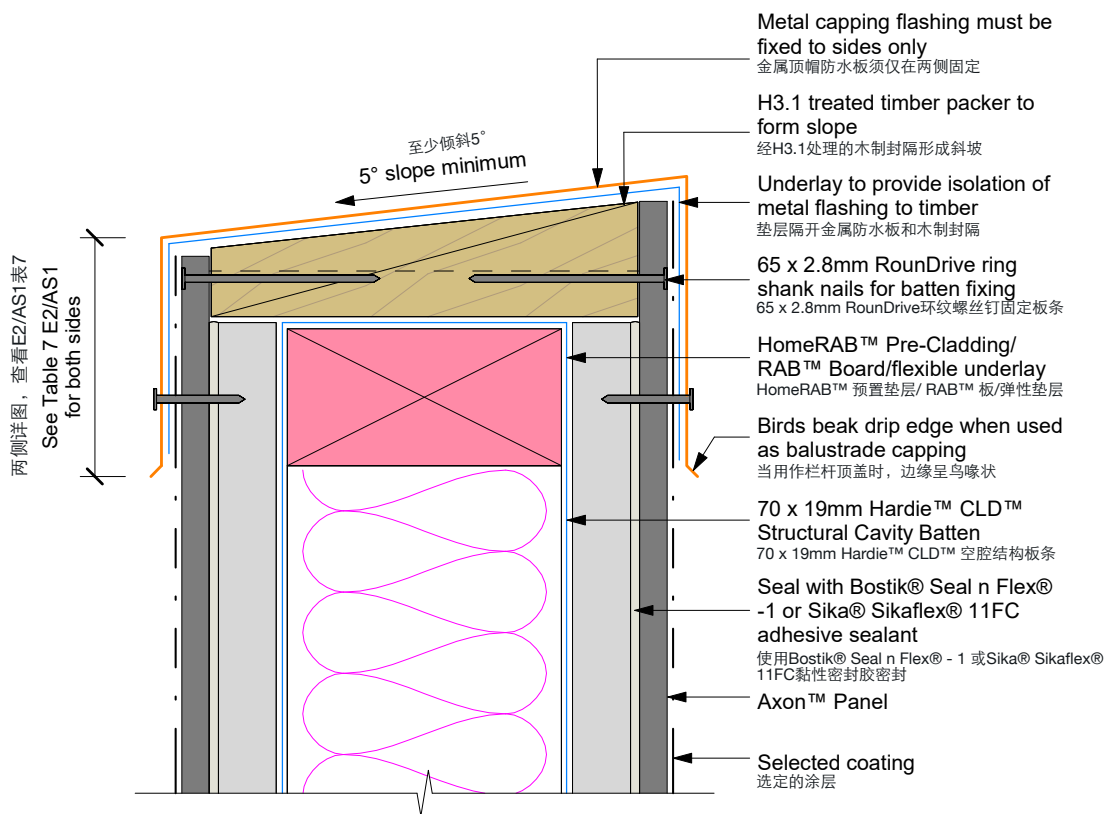 Metal capping flashing must be
fixed to sides only
金属顶帽防水板须仅在两侧固定
H3.1 treated timber packer to
form slope
经H3.1处理的木制封隔形成斜坡
至少倾斜5°
5° slope minimum
Underlay to provide isolation of
metal flashing to timber
垫层隔开金属防水板和木制封隔
65 x 2.8mm RounDrive ring
shank nails for batten fixing
65 x 2.8mm RounDrive环纹螺丝钉固定板条
两侧详图，查看E2/AS1表7
See Table 7 E2/AS1
for both sides
HomeRAB™ Pre-Cladding/
RAB™ Board/flexible underlay
HomeRAB™ 预置垫层/ RAB™ 板/弹性垫层
Birds beak drip edge when used
as balustrade capping
当用作栏杆顶盖时，边缘呈鸟喙状
70 x 19mm Hardie™ CLD™
Structural Cavity Batten
70 x 19mm Hardie™ CLD™ 空腔结构板条
Seal with Bostik® Seal n Flex®
-1 or Sika® Sikaflex® 11FC
adhesive sealant
使用Bostik® Seal n Flex® - 1 或Sika® Sikaflex®
11FC黏性密封胶密封
Axon™ Panel
Selected coating
选定的涂层